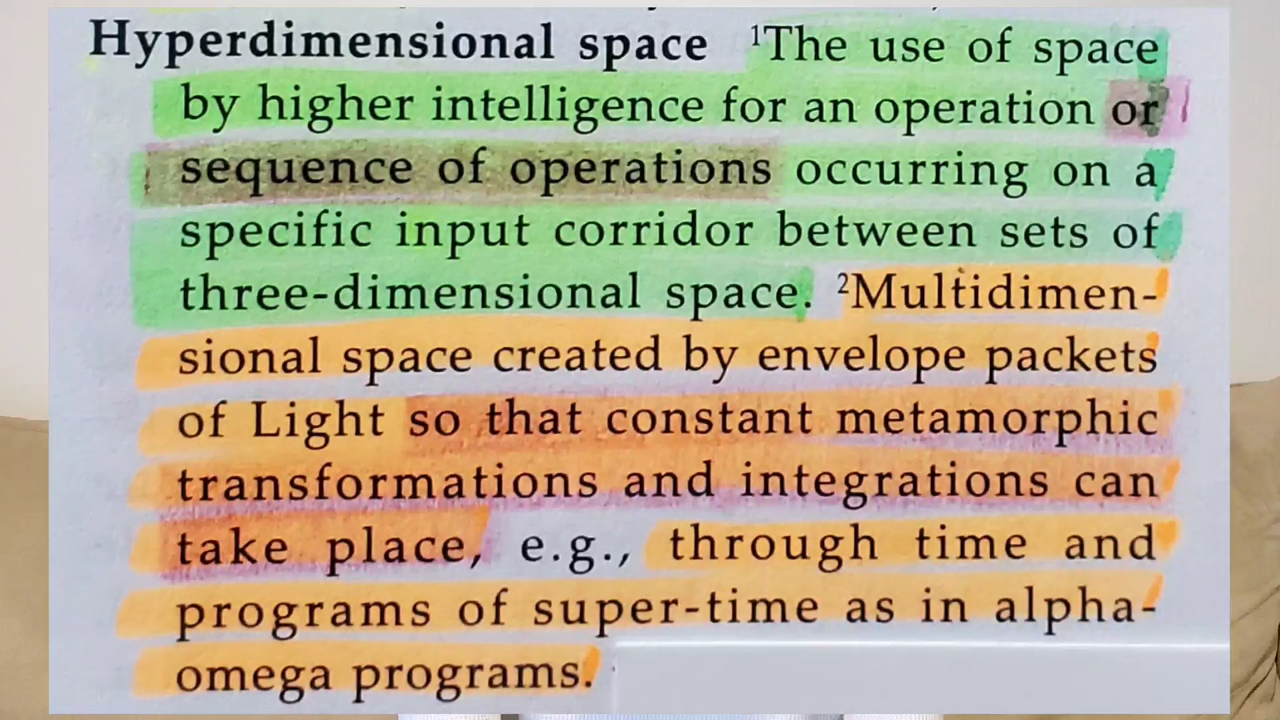 Hyperdimensional space ¹The use of space
by higher intelligence for an operation or
sequence of operations occurring on a
specific input corridor between sets of
three-dimensional space. ²Multidimen-
sional space created by envelope packets
of Light so that constant metamorphic
transformations and integrations can
take place, e.g., through time and
programs of super-time as in alpha-
omega programs.